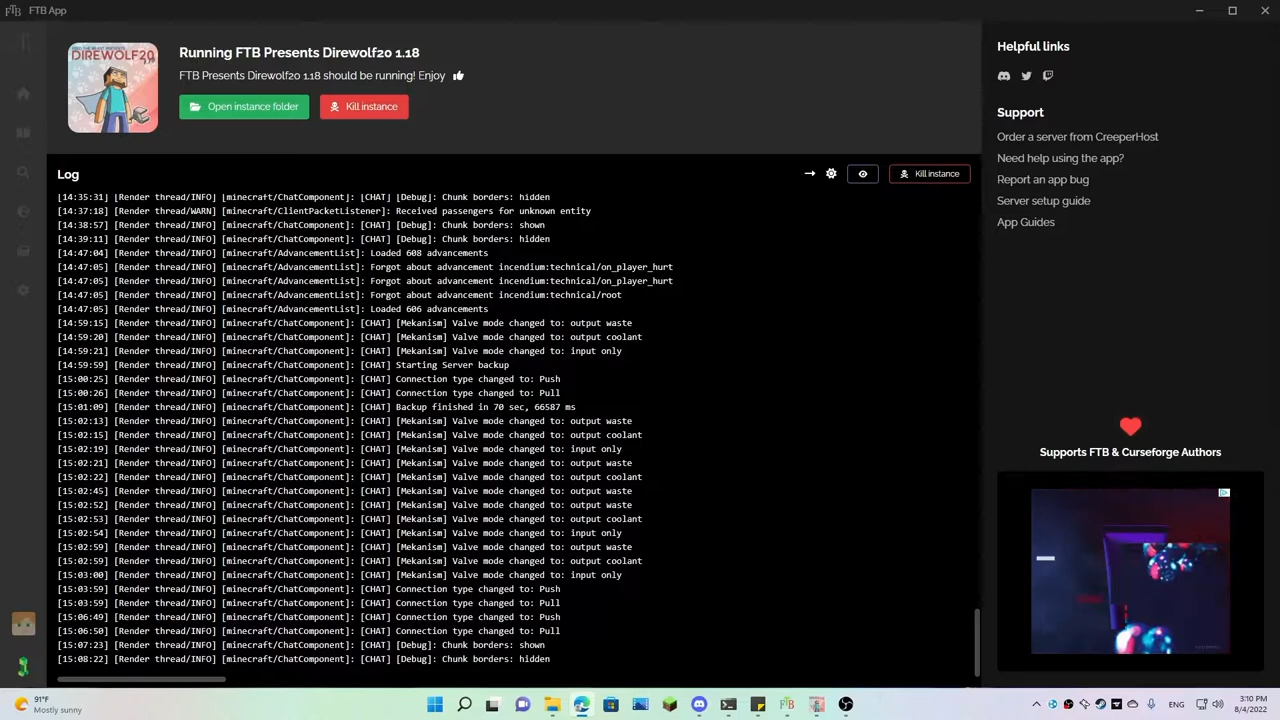 FTB App
DIREWOLF20
Running FTB Presents Direwolf20 1.18
FTB Presents Direwolf20 1.18 should be running! Enjoy
Open instance folder
Kill instance
Log
Kill instance
[14:35:31] [Render thread/INFO] [minecraft/ChatComponent]: [CHAT] [Debug]: Chunk borders: hidden
[14:37:18] [Render thread/WARN] [minecraft/ClientPacketListener]: Received passengers for unknown entity
[14:38:57] [Render thread/INFO] [minecraft/ChatComponent]: [CHAT] [Debug]: Chunk borders: shown
[14:39:11] [Render thread/INFO] [minecraft/ChatComponent]: [CHAT] [Debug]: Chunk borders: hidden
[14:47:04] [Render thread/INFO] [minecraft/AdvancementList]: Loaded 608 advancements
[14:47:05] [Render thread/INFO] [minecraft/AdvancementList]: Forgot about advancement incendium:technical/on_player_hurt
[14:47:05] [Render thread/INFO] [minecraft/AdvancementList]: Forgot about advancement incendium:technical/on_player_hurt
[14:47:05] [Render thread/INFO] [minecraft/AdvancementList]: Forgot about advancement incendium:technical/root
[14:47:05] [Render thread/INFO] [minecraft/AdvancementList]: Loaded 606 advancements
[14:59:15] [Render thread/INFO] [minecraft/ChatComponent]: [CHAT] [Mekanism] Valve mode changed to: output waste
[14:59:20] [Render thread/INFO] [minecraft/ChatComponent]: [CHAT] [Mekanism] Valve mode changed to: output coolant
[14:59:21] [Render thread/INFO] [minecraft/ChatComponent]: [CHAT] [Mekanism] Valve mode changed to: input only
[14:59:59] [Render thread/INFO] [minecraft/ChatComponent]: [CHAT] Starting Server backup
[15:00:25] [Render thread/INFO] [minecraft/ChatComponent]: [CHAT] Connection type changed to: Push
[15:00:26] [Render thread/INFO] [minecraft/ChatComponent]: [CHAT] Connection type changed to: Pull
[15:01:09] [Render thread/INFO] [minecraft/ChatComponent]: [CHAT] Backup finished in 70 sec, 66587 ms
[15:02:13] [Render thread/INFO] [minecraft/ChatComponent]: [CHAT] [Mekanism] Valve mode changed to: output waste
[15:02:15] [Render thread/INFO] [minecraft/ChatComponent]: [CHAT] [Mekanism] Valve mode changed to: output coolant
[15:02:19] [Render thread/INFO] [minecraft/ChatComponent]: [CHAT] [Mekanism] Valve mode changed to: input only
[15:02:21] [Render thread/INFO] [minecraft/ChatComponent]: [CHAT] [Mekanism] Valve mode changed to: output waste
[15:02:22] [Render thread/INFO] [minecraft/ChatComponent]: [CHAT] [Mekanism] Valve mode changed to: output coolant
[15:02:45] [Render thread/INFO] [minecraft/ChatComponent]: [CHAT] [Mekanism] Valve mode changed to: output waste
[15:02:52] [Render thread/INFO] [minecraft/ChatComponent]: [CHAT] [Mekanism] Valve mode changed to: output waste
[15:02:53] [Render thread/INFO] [minecraft/ChatComponent]: [CHAT] [Mekanism] Valve mode changed to: output coolant
[15:02:54] [Render thread/INFO] [minecraft/ChatComponent]: [CHAT] [Mekanism] Valve mode changed to: input only
[15:02:59] [Render thread/INFO] [minecraft/ChatComponent]: [CHAT] [Mekanism] Valve mode changed to: output waste
[15:02:59] [Render thread/INFO] [minecraft/ChatComponent]: [CHAT] [Mekanism] Valve mode changed to: output coolant
[15:03:00] [Render thread/INFO] [minecraft/ChatComponent]: [CHAT] [Mekanism] Valve mode changed to: input only
[15:03:59] [Render thread/INFO] [minecraft/ChatComponent]: [CHAT] Connection type changed to: Push
[15:03:59] [Render thread/INFO] [minecraft/ChatComponent]: [CHAT] Connection type changed to: Pull
[15:06:49] [Render thread/INFO] [minecraft/ChatComponent]: [CHAT] Connection type changed to: Push
[15:06:50] [Render thread/INFO] [minecraft/ChatComponent]: [CHAT] Connection type changed to: Pull
[15:07:23] [Render thread/INFO] [minecraft/ChatComponent]: [CHAT] [Debug]: Chunk borders: shown
[15:08:22] [Render thread/INFO] [minecraft/ChatComponent]: [CHAT] [Debug]: Chunk borders: hidden
Helpful links
Support
Order a server from CreeperHost
Need help using the app?
Report an app bug
Server setup guide
App Guides
Supports FTB & Curseforge Authors
91°F
Mostly sunny
ENG
3:10 PM
8/4/2022